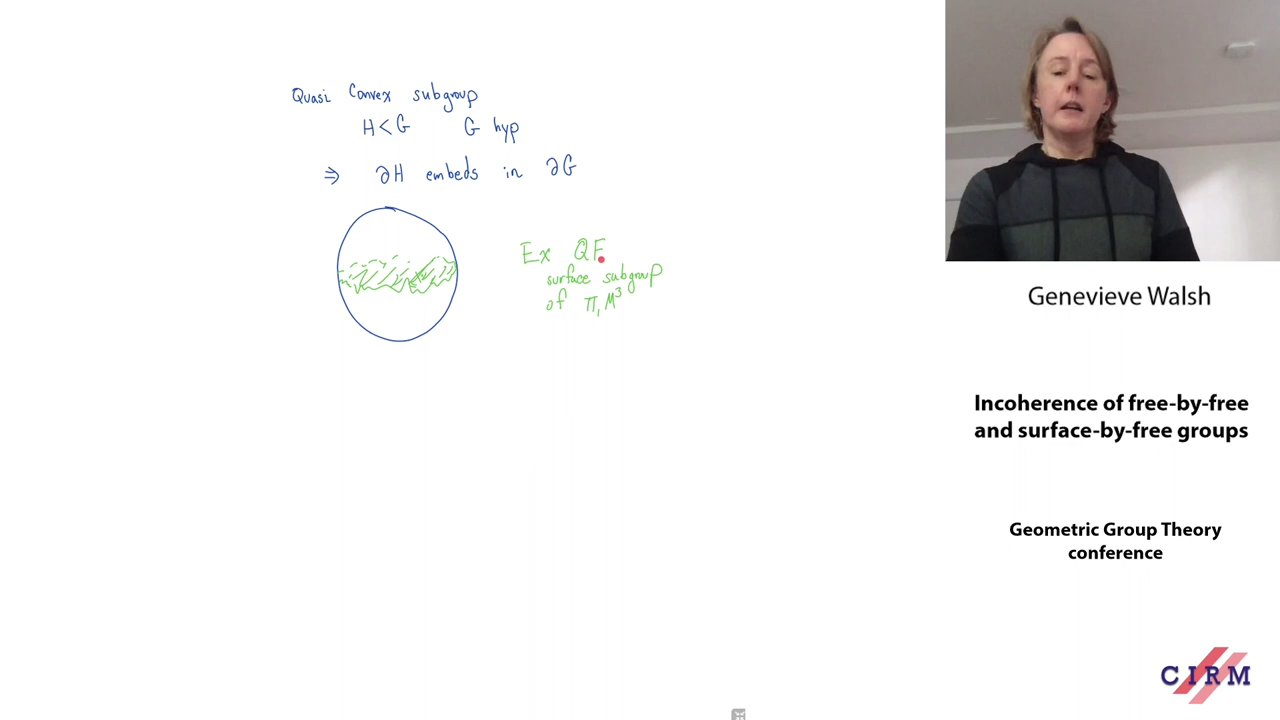 Quasi Convex subgroup
H < G G hyp
⇒ ∂H embeds in ∂G
Ex QF
surface subgroup
of π₁M³
Genevieve Walsh
Incoherence of free-by-free
and surface-by-free groups
Geometric Group Theory
conference
CIRM